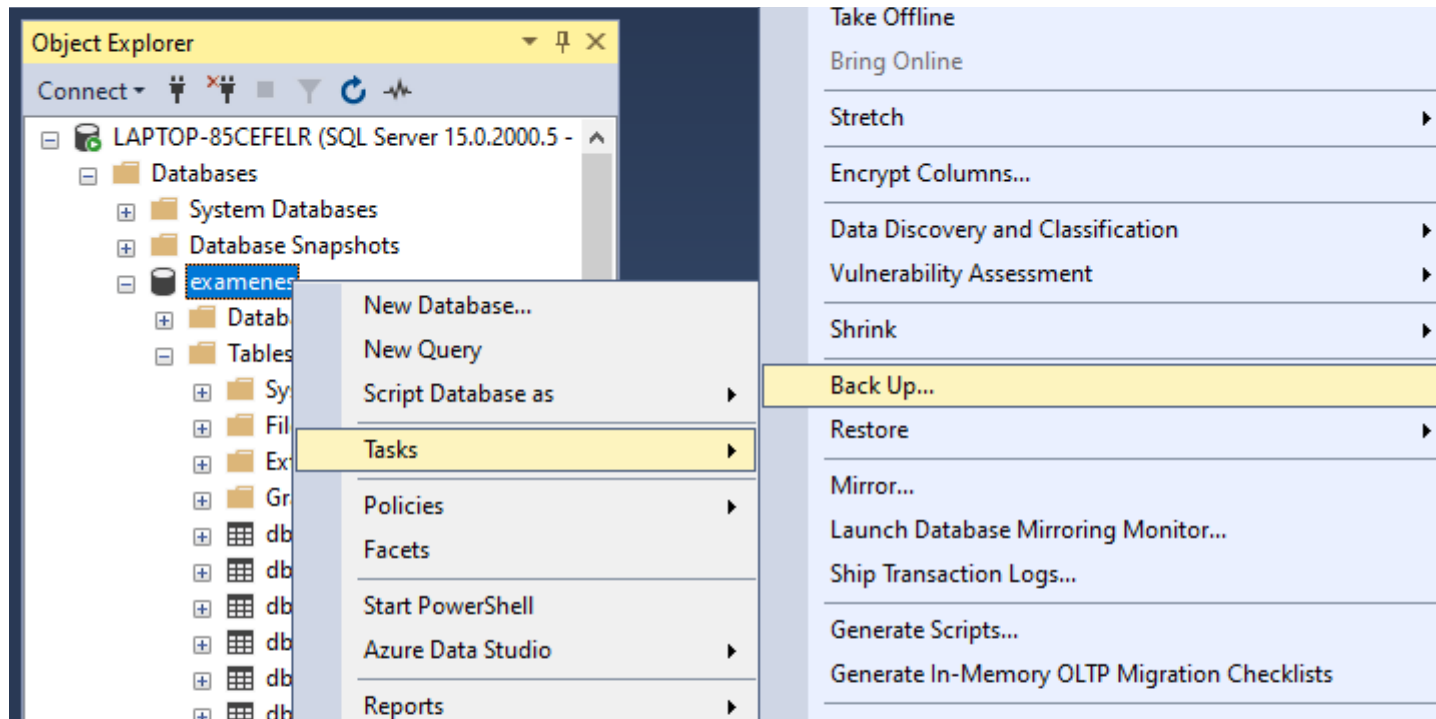 Object Explorer
Connect
LAPTOP-85CEFELR (SQL Server 15.0.2000.5 -
Databases
System Databases
Database Snapshots
examenes
Datab
Tables
Sy
Fil
Ex
Gr
db
db
db
db
db
db
New Database...
New Query
Script Database as
Tasks
Policies
Facets
Start PowerShell
Azure Data Studio
Reports
Take Offline
Bring Online
Stretch
Encrypt Columns...
Data Discovery and Classification
Vulnerability Assessment
Shrink
Back Up...
Restore
Mirror...
Launch Database Mirroring Monitor...
Ship Transaction Logs...
Generate Scripts...
Generate In-Memory OLTP Migration Checklists